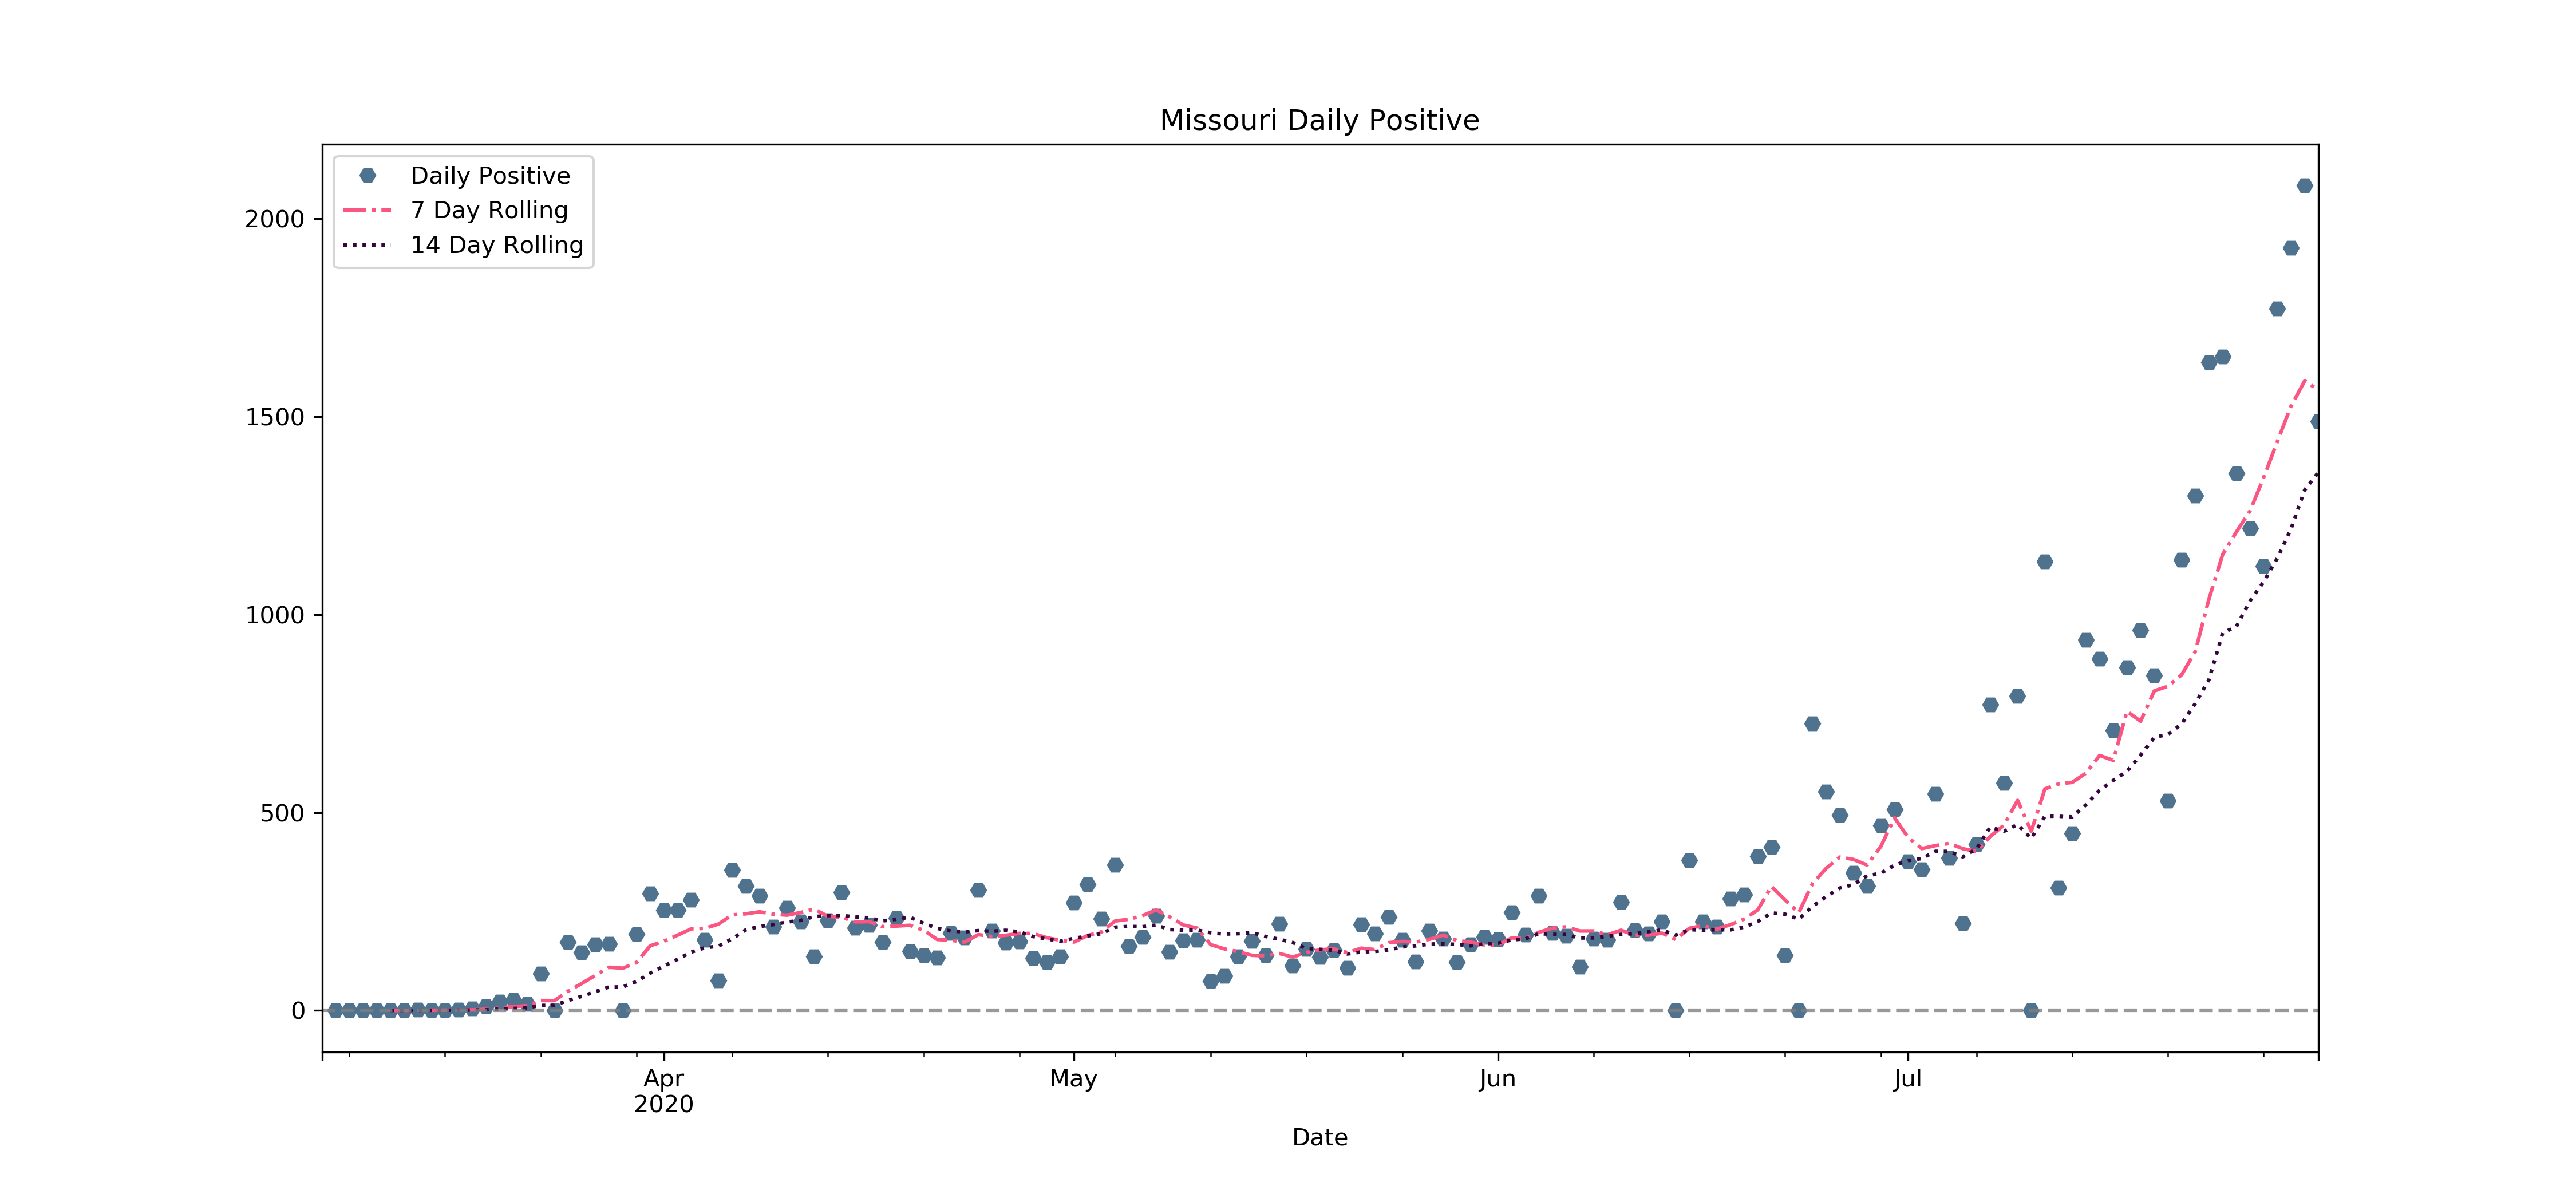 Missouri Daily Positive
Daily Positive
7 Day Rolling
14 Day Rolling
2000
1500
1000
500
0
Apr May Jun Jul
2020
Date